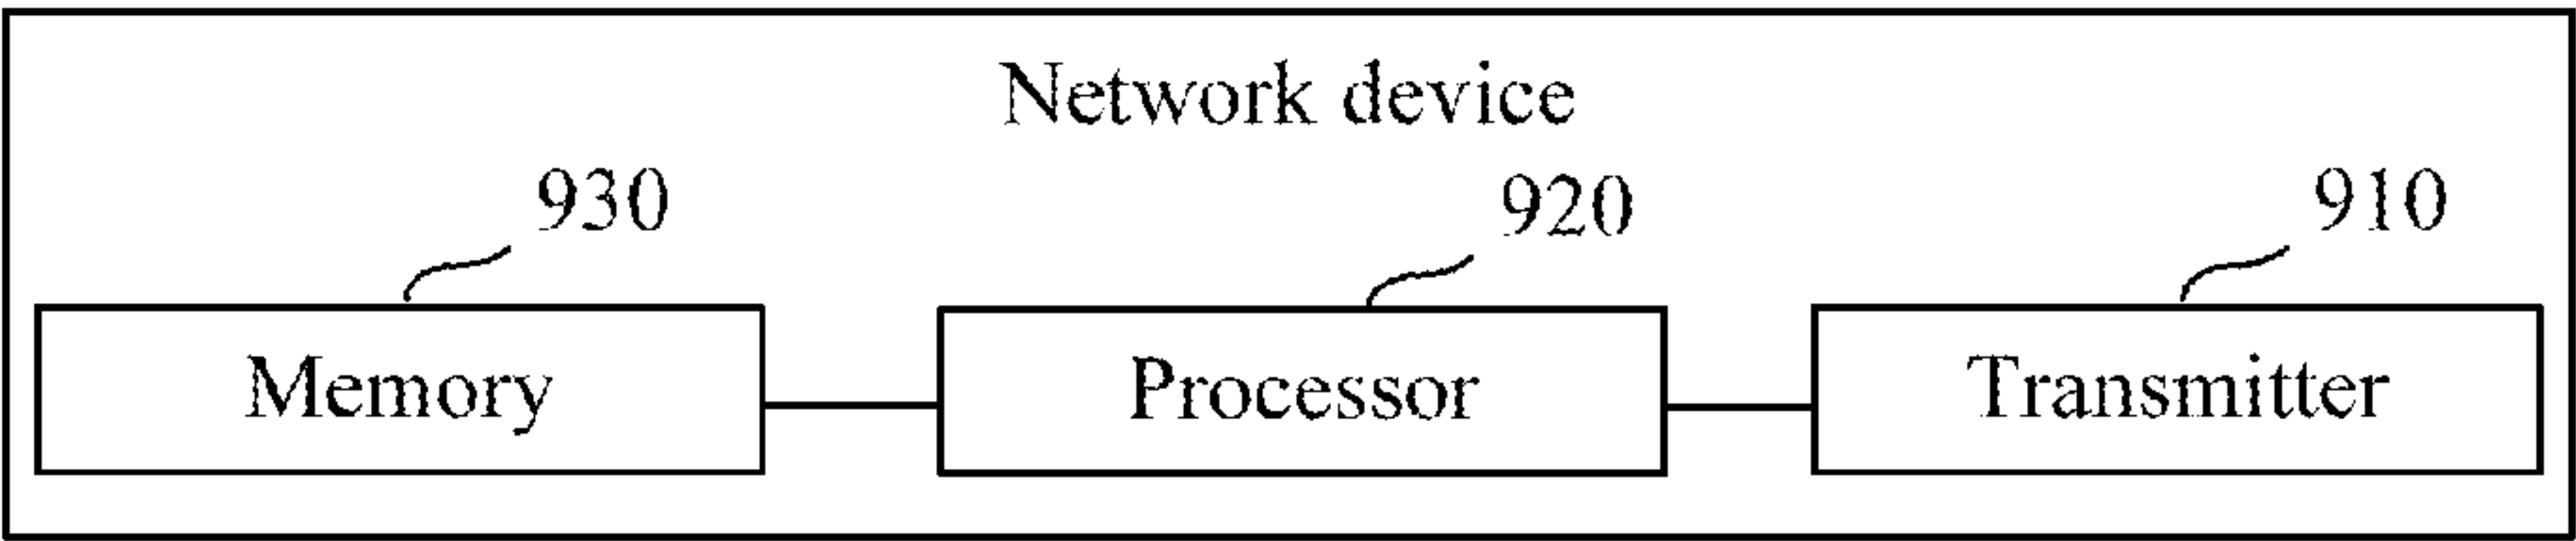 Network device
930
920
910
Memory
Processor
Transmitter